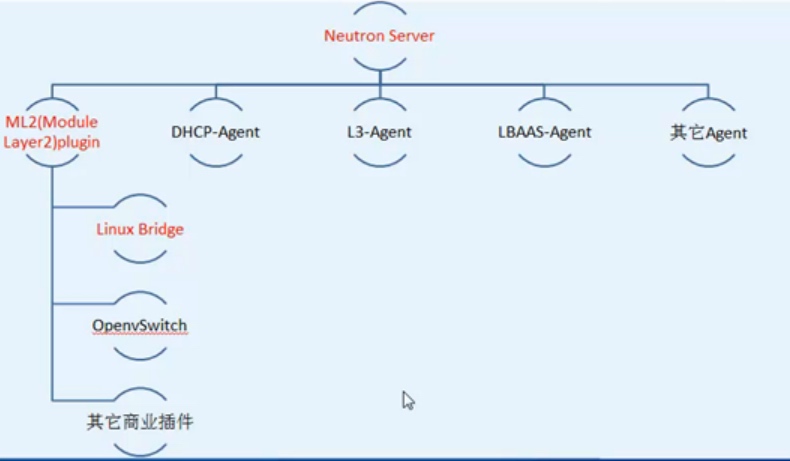 Neutron Server
ML2(Module
Layer2)plugin
DHCP-Agent
L3-Agent
LBAAS-Agent
其它Agent
Linux Bridge
OpenvSwitch
其它商业插件